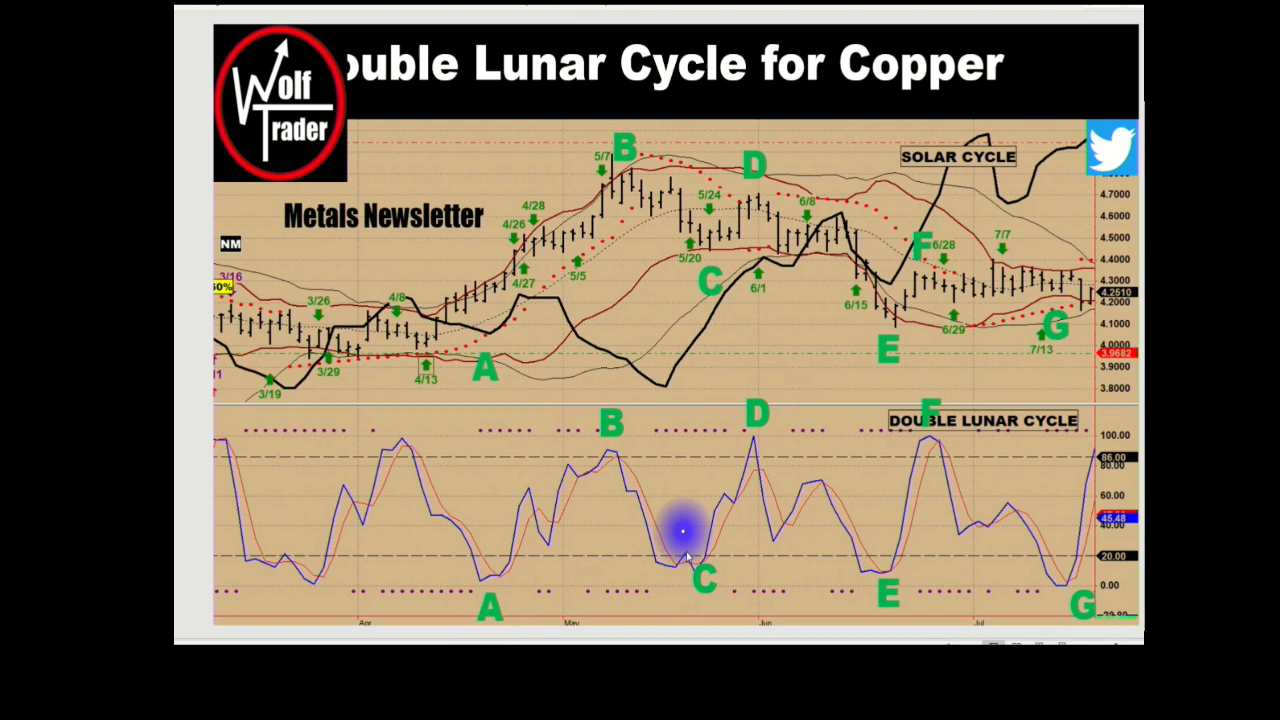 ouble Lunar Cycle for Copper
Wolf
Trader
Metals Newsletter
SOLAR CYCLE
B
D
5/7
4/28
4/26
5/24
6/8
4.7000
4.6000
4.5000
4.4000
4.3000
4.2510
4.2000
4.1000
4.0000
3.9682
3.9000
3.8000
NM
3/16
60%
3/26
4/8
4/27
5/5
5/20
C
6/1
F
6/28
7/7
6/15
6/29
G
7/13
E
A
3/19
3/29
4/13
DOUBLE LUNAR CYCLE
B
D
F
100.00
86.00
80.00
60.00
45.48
40.00
20.00
0.00
C
A
E
G
Apr
May
Jun
Jul